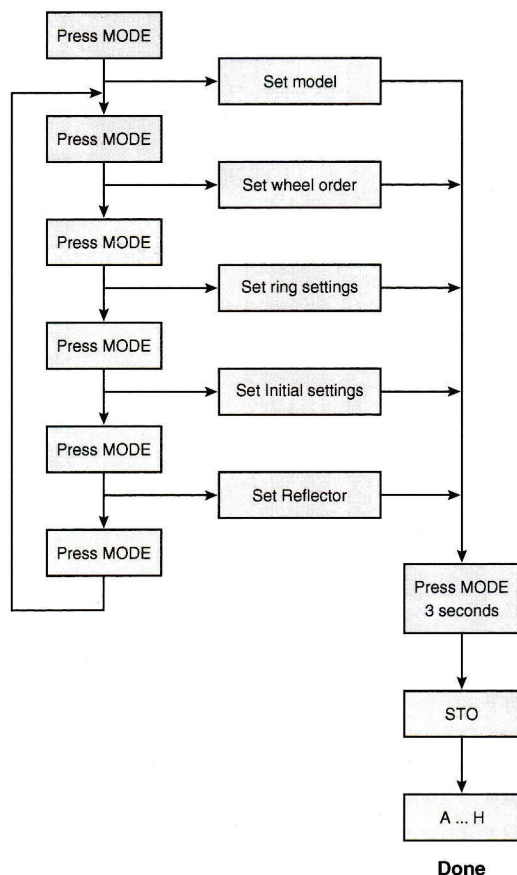 Press MODE
Set model
Press MODE
Set wheel order
Press MODE
Set ring settings
Press MODE
Set Initial settings
Press MODE
Set Reflector
Press MODE
Press MODE
3 seconds
STO
A ... H
Done